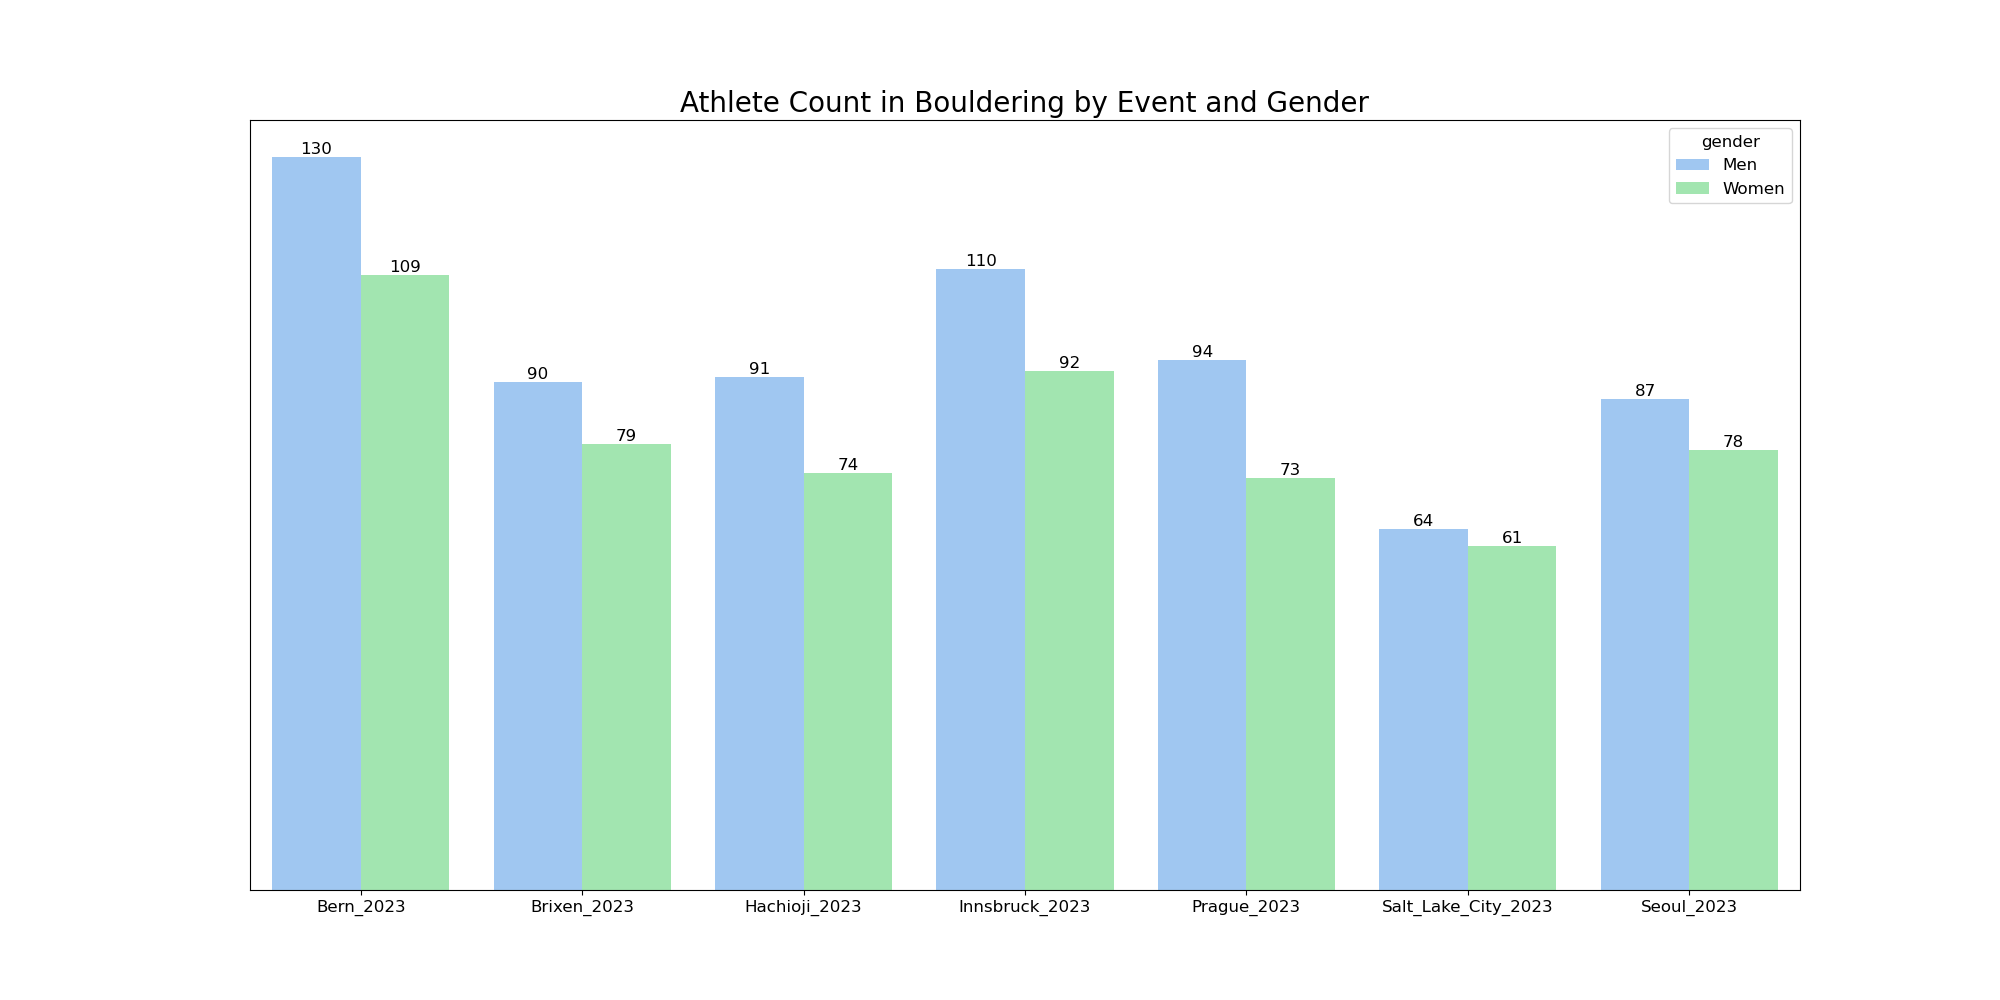 Athlete Count in Bouldering by Event and Gender
gender
Men
Women
130
109
90
79
91
74
110
92
94
73
64
61
87
78
Bern_2023
Brixen_2023
Hachioji_2023
Innsbruck_2023
Prague_2023
Salt_Lake_City_2023
Seoul_2023